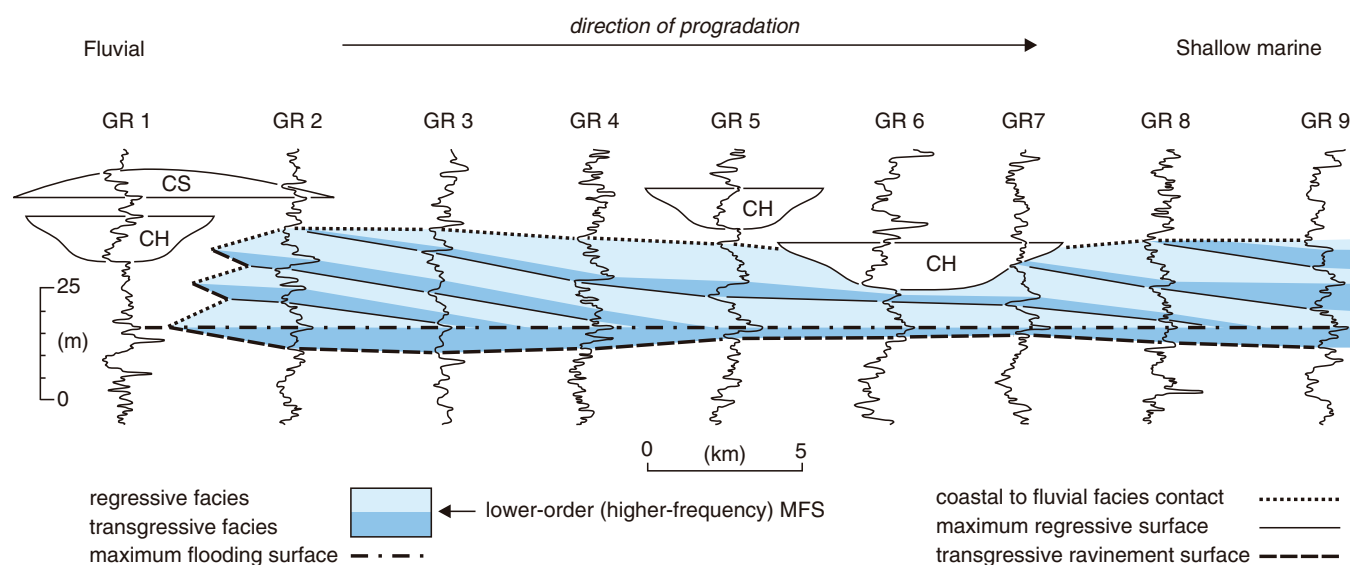 direction of progradation
Fluvial
Shallow marine
GR 1
GR 2
GR 3
GR 4
GR 5
GR 6
GR7
GR 8
GR 9
CS
CH
CH
CH
25
(m)
0
0
(km)
5
regressive facies
transgressive facies
maximum flooding surface
lower-order (higher-frequency) MFS
coastal to fluvial facies contact
maximum regressive surface
transgressive ravinement surface